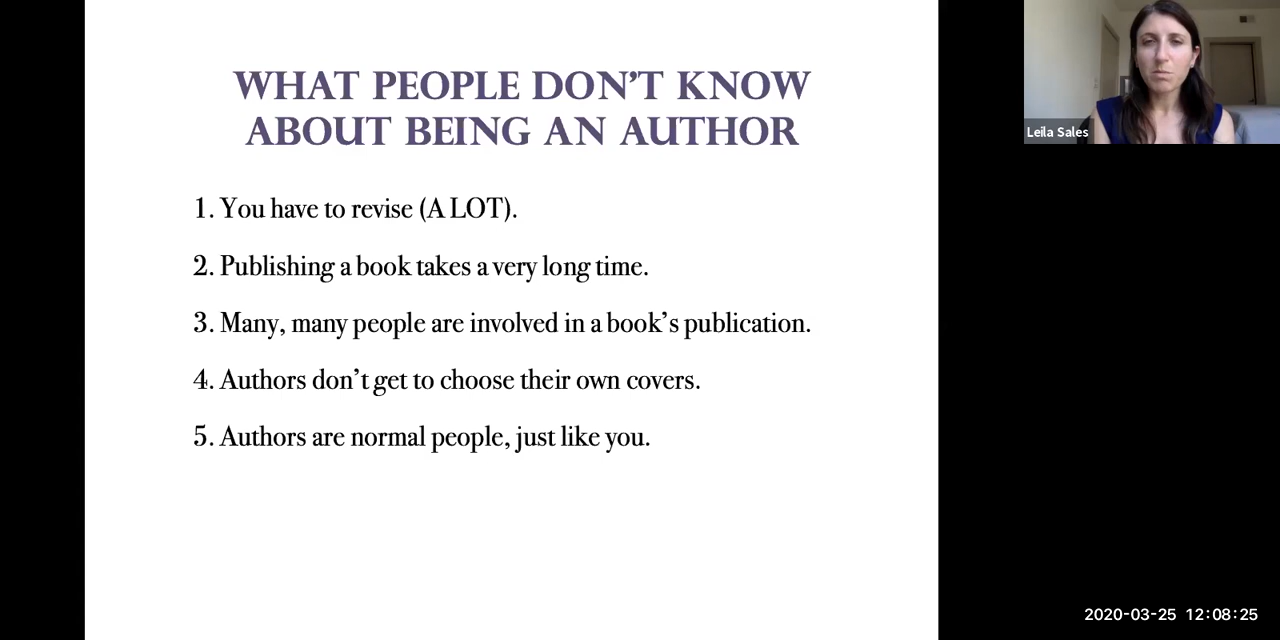 WHAT PEOPLE DON'T KNOW
ABOUT BEING AN AUTHOR
1. You have to revise (A LOT).
2. Publishing a book takes a very long time.
3. Many, many people are involved in a book's publication.
4. Authors don't get to choose their own covers.
5. Authors are normal people, just like you.
Leila Sales
2020-03-25 12:08:25